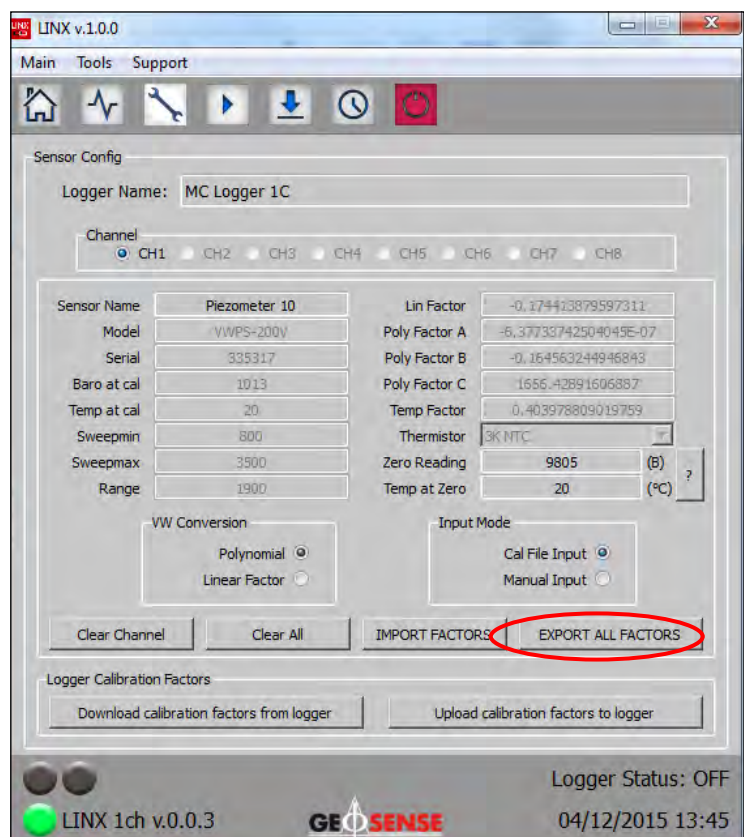 LINX v.1.0.0
Main Tools Support
Sensor Config
Logger Name: MC Logger 1C
Channel
CH1 CH2 CH3 CH4 CH5 CH6 CH7 CH8
Sensor Name Piezometer 10 Lin Factor -0.174413879597311
Model VWPS-200V Poly Factor A -6.37733742504045E-07
Serial 335317 Poly Factor B -0.164563244946843
Baro at cal 1013 Poly Factor C 1656.42891606887
Temp at cal 20 Temp Factor 0.403978809019759
Sweepmin 800 Thermistor 3K NTC
Sweepmax 3500 Zero Reading 9805 (B) ?
Range 1900 Temp at Zero 20 (°C)
VW Conversion Input Mode
Polynomial Cal File Input
Linear Factor Manual Input
Clear Channel Clear All IMPORT FACTORS EXPORT ALL FACTORS
Logger Calibration Factors
Download calibration factors from logger Upload calibration factors to logger
Logger Status: OFF
LINX 1ch v.0.0.3 GEOSENSE 04/12/2015 13:45